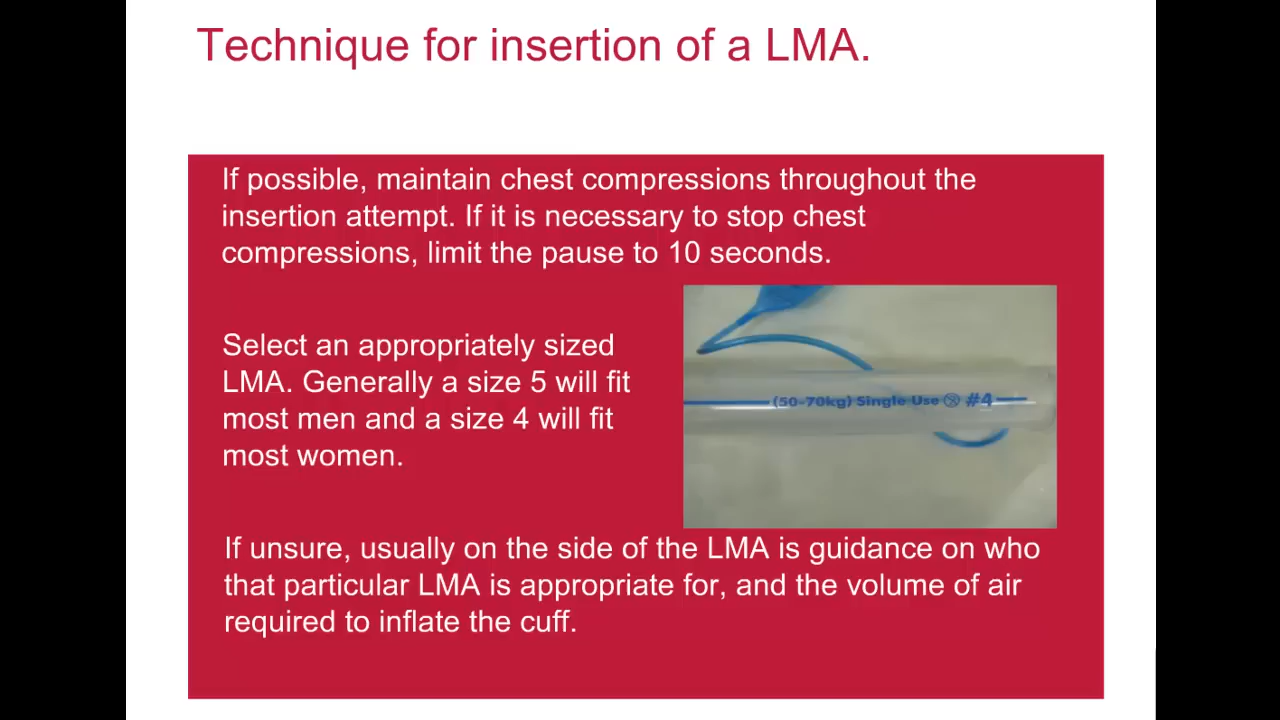 Technique for insertion of a LMA.
If possible, maintain chest compressions throughout the
insertion attempt. If it is necessary to stop chest
compressions, limit the pause to 10 seconds.
Select an appropriately sized
LMA. Generally a size 5 will fit
most men and a size 4 will fit
most women.
(50-70kg) Single Use #4
If unsure, usually on the side of the LMA is guidance on who
that particular LMA is appropriate for, and the volume of air
required to inflate the cuff.